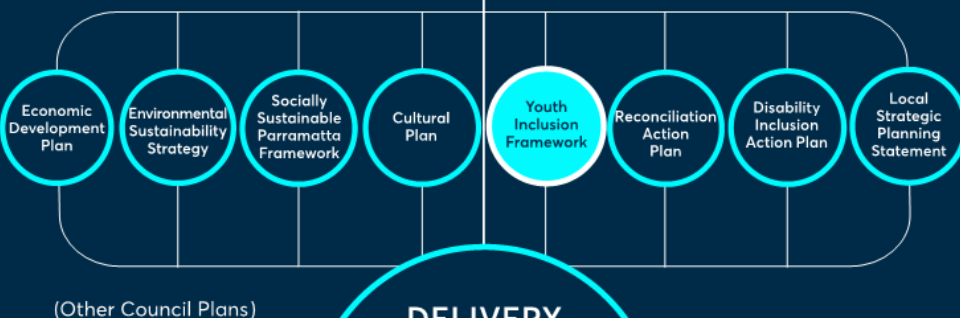 Economic
Development
Plan
Environmental
Sustainability
Strategy
Socially
Sustainable
Parramatta
Framework
Cultural
Plan
Youth
Inclusion
Framework
Reconciliation
Action
Plan
Disability
Inclusion
Action Plan
Local
Strategic
Planning
Statement
(Other Council Plans)
DELIVERY